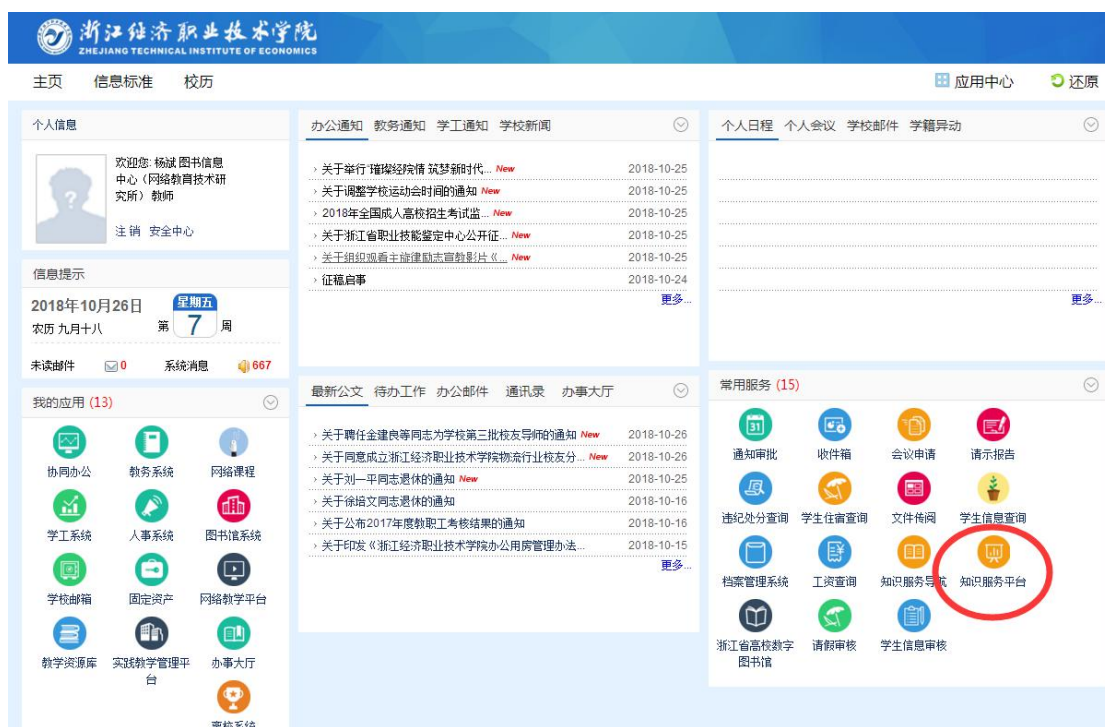 浙江经济职业技术学院
ZHEJIANG TECHNICAL INSTITUTE OF ECONOMICS
主页 信息标准 校历
应用中心 还原
个人信息
欢迎您: 杨斌 图书信息
中心（网络教育技术研
究所） 教师
注销 安全中心
信息提示
2018年10月26日
农历 九月十八
星期五
第 7 周
未读邮件 0 系统消息 667
我的应用 (13)
协同办公 教务系统 网络课程
学工系统 人事系统 图书馆系统
学校邮箱 固定资产 网络教学平台
教学资源库 实践教学管理平 办事大厅
台
离校系统
办公通知 教务通知 学工通知 学校新闻
关于举行“璀璨经院情 筑梦新时代... New 2018-10-25
关于调整学校运动会时间的通知 New 2018-10-25
2018年全国成人高校招生考试监... New 2018-10-25
关于浙江省职业技能鉴定中心公开征... New 2018-10-25
关于组织观看主旋律励志宣教影片《... New 2018-10-25
征稿启事 2018-10-24
更多...
最新公文 待办工作 办公邮件 通讯录 办事大厅
关于聘任金建良等同志为学校第三批校友导师的通知 New 2018-10-26
关于同意成立浙江经济职业技术学院物流行业校友分... New 2018-10-26
关于刘一平同志退休的通知 New 2018-10-25
关于徐培文同志退休的通知 2018-10-16
关于公布2017年度教职工考核结果的通知 2018-10-16
关于印发《浙江经济职业技术学院办公用房管理办法... 2018-10-15
更多...
个人日程 个人会议 学校邮件 学籍异动
更多...
常用服务 (15)
31
通知审批 收件箱 会议申请 请示报告
违纪处分查询 学生住宿查询 文件传阅 学生信息查询
档案管理系统 工资查询 知识服务导航 知识服务平台
浙江省高校数字 请假审核 学生信息审核
图书馆